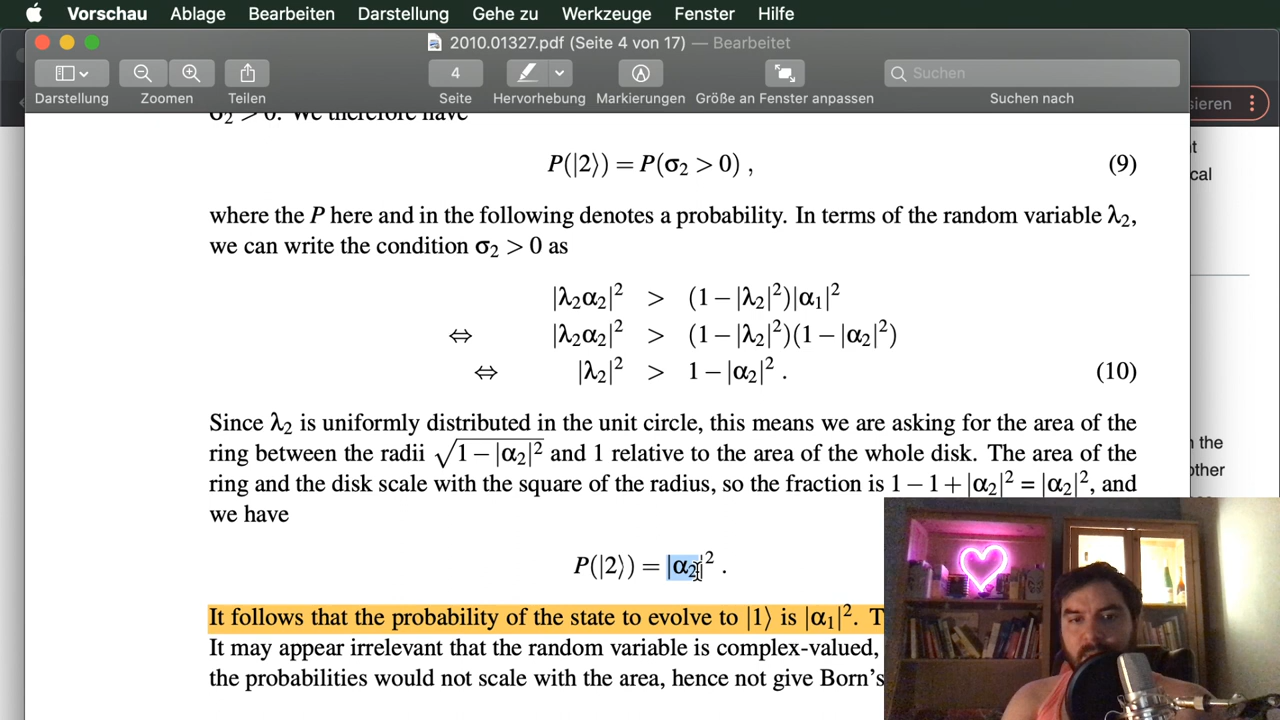 Vorschau Ablage Bearbeiten Darstellung Gehe zu Werkzeuge Fenster Hilfe
2010.01327.pdf (Seite 4 von 17) — Bearbeitet
4
Suchen
Darstellung Zoomen Teilen Seite Hervorhebung Markierungen Größe an Fenster anpassen Suchen nach
sieren
t
cal
σ₂ > 0. We therefore have
P(|2⟩) = P(σ₂ > 0) , (9)
where the P here and in the following denotes a probability. In terms of the random variable λ₂,
we can write the condition σ₂ > 0 as
|λ₂α₂|² > (1−|λ₂|²)|α₁|²
⇔ |λ₂α₂|² > (1−|λ₂|²)(1−|α₂|²)
⇔ |λ₂|² > 1−|α₂|² . (10)
Since λ₂ is uniformly distributed in the unit circle, this means we are asking for the area of the
ring between the radii √1−|α₂|² and 1 relative to the area of the whole disk. The area of the
ring and the disk scale with the square of the radius, so the fraction is 1−1+|α₂|² = |α₂|², and
we have
P(|2⟩) = |α₂|² .
It follows that the probability of the state to evolve to |1⟩ is |α₁|². T
It may appear irrelevant that the random variable is complex-valued,
the probabilities would not scale with the area, hence not give Born's
the
other